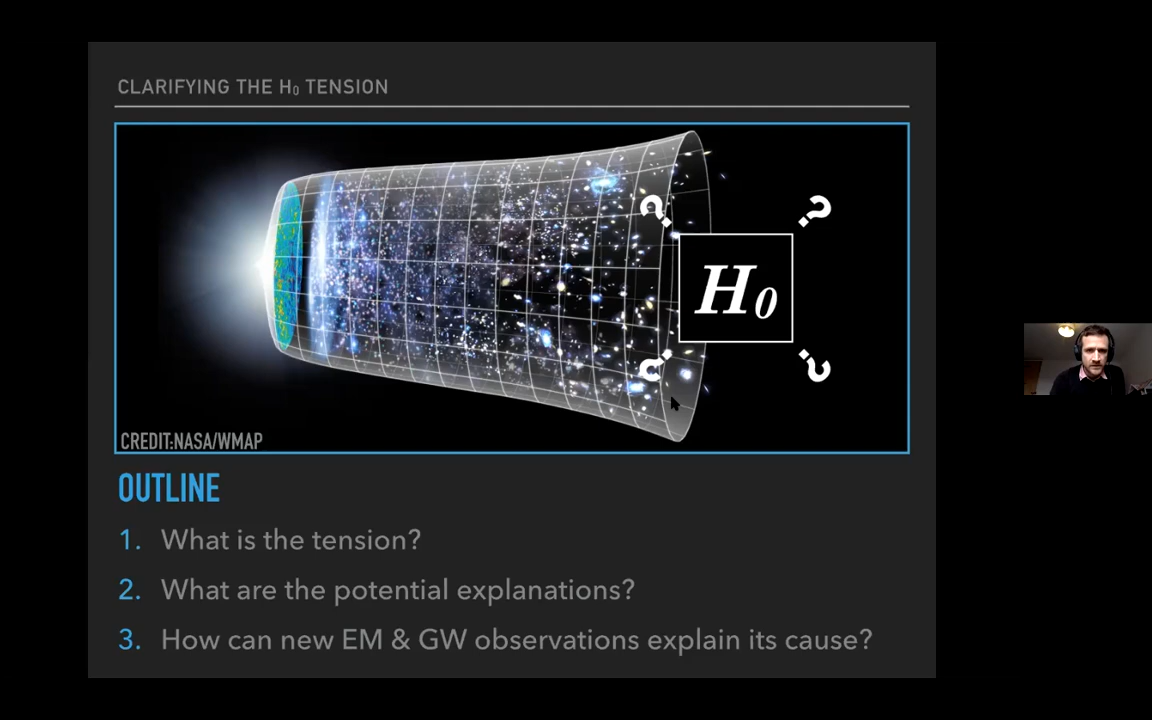 CLARIFYING THE H₀ TENSION
? ?
H₀
? ?
CREDIT:NASA/WMAP
OUTLINE
1. What is the tension?
2. What are the potential explanations?
3. How can new EM & GW observations explain its cause?